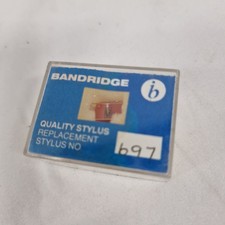 BANDRIDGE
b
QUALITY STYLUS
REPLACEMENT
STYLUS NO
697